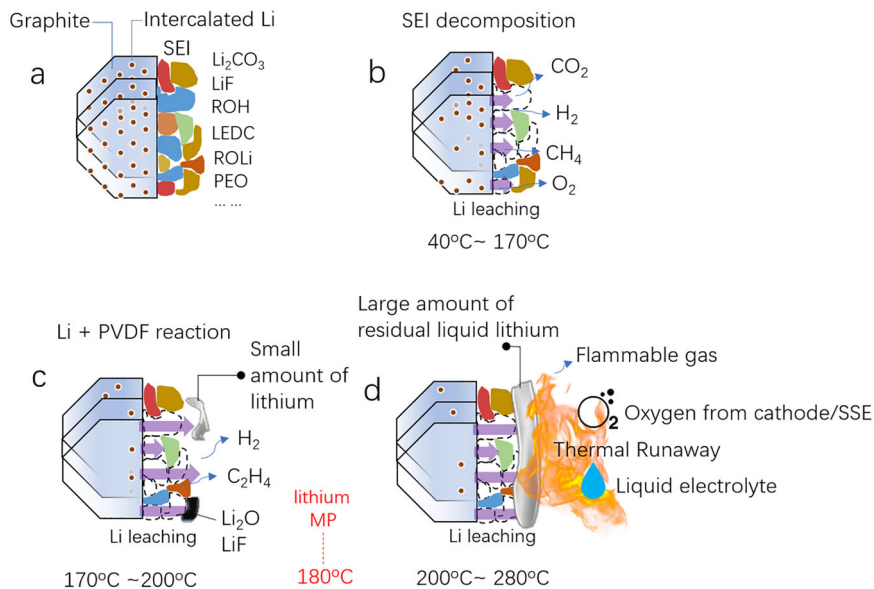 Graphite
Intercalated Li
a
SEI
Li₂CO₃
LiF
ROH
LEDC
ROLi
PEO
... ...
SEI decomposition
b
CO₂
H₂
CH₄
O₂
Li leaching
40°C~ 170°C
Li + PVDF reaction
c
Small
amount of
lithium
H₂
C₂H₄
Li₂O
LiF
Li leaching
170°C ~200°C
lithium
MP
180°C
Large amount of
residual liquid lithium
d
Flammable gas
O₂
Oxygen from cathode/SSE
Thermal Runaway
Liquid electrolyte
Li leaching
200°C~ 280°C